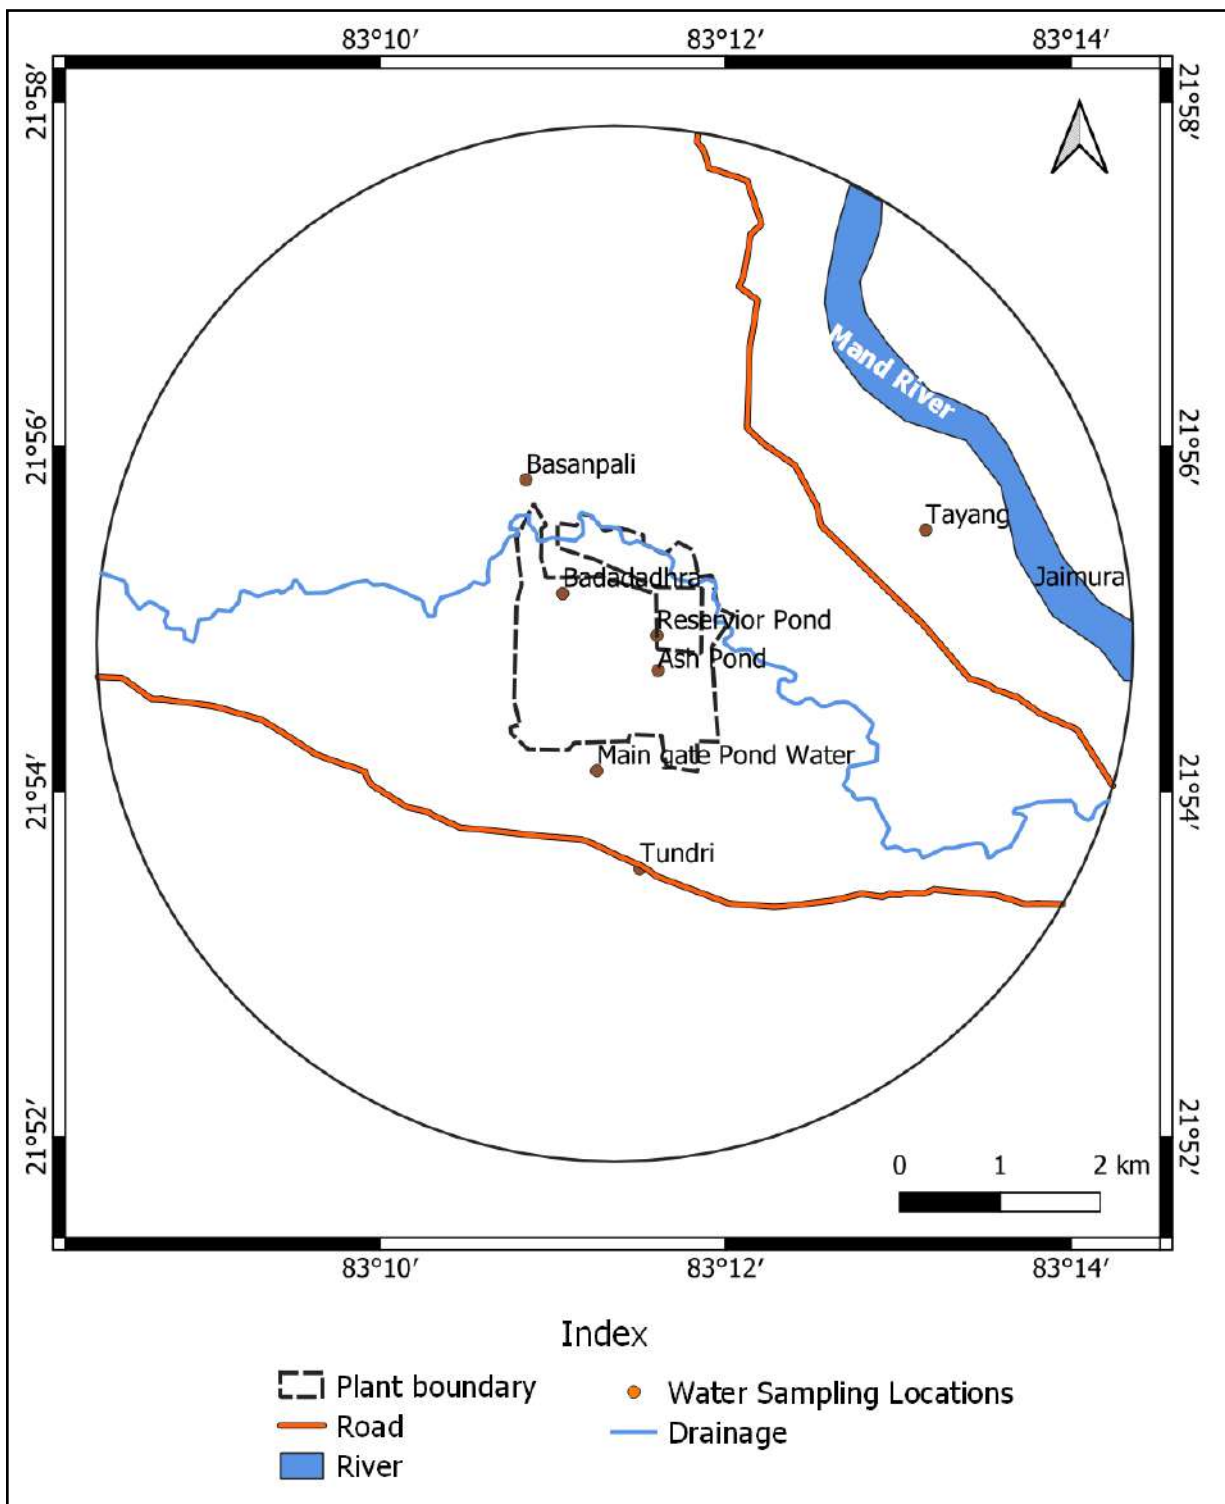 83°10′ 83°12′ 83°14′
21°58′ 21°58′
Mand River
21°56′ 21°56′
Basanpali
Tayang
Badadadhra
Jaimura
Reservior Pond
Ash Pond
Main gate Pond Water
21°54′ 21°54′
Tundri
21°52′ 21°52′
0 1 2 km
83°10′ 83°12′ 83°14′
Index
Plant boundary
Water Sampling Locations
Road
Drainage
River